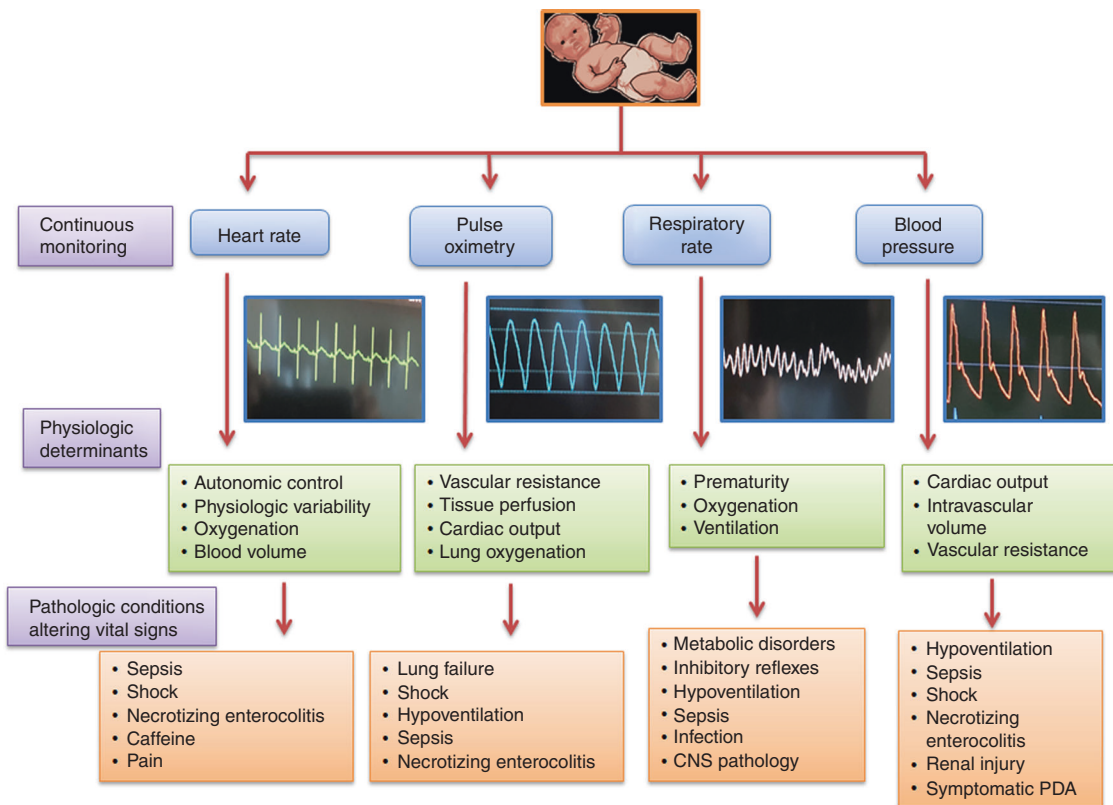 Continuous
monitoring
Heart rate
Pulse
oximetry
Respiratory
rate
Blood
pressure
Physiologic
determinants
• Autonomic control
• Physiologic variability
• Oxygenation
• Blood volume
• Vascular resistance
• Tissue perfusion
• Cardiac output
• Lung oxygenation
• Prematurity
• Oxygenation
• Ventilation
• Cardiac output
• Intravascular
volume
• Vascular resistance
Pathologic conditions
altering vital signs
• Sepsis
• Shock
• Necrotizing enterocolitis
• Caffeine
• Pain
• Lung failure
• Shock
• Hypoventilation
• Sepsis
• Necrotizing enterocolitis
• Metabolic disorders
• Inhibitory reflexes
• Hypoventilation
• Sepsis
• Infection
• CNS pathology
• Hypoventilation
• Sepsis
• Shock
• Necrotizing
enterocolitis
• Renal injury
• Symptomatic PDA